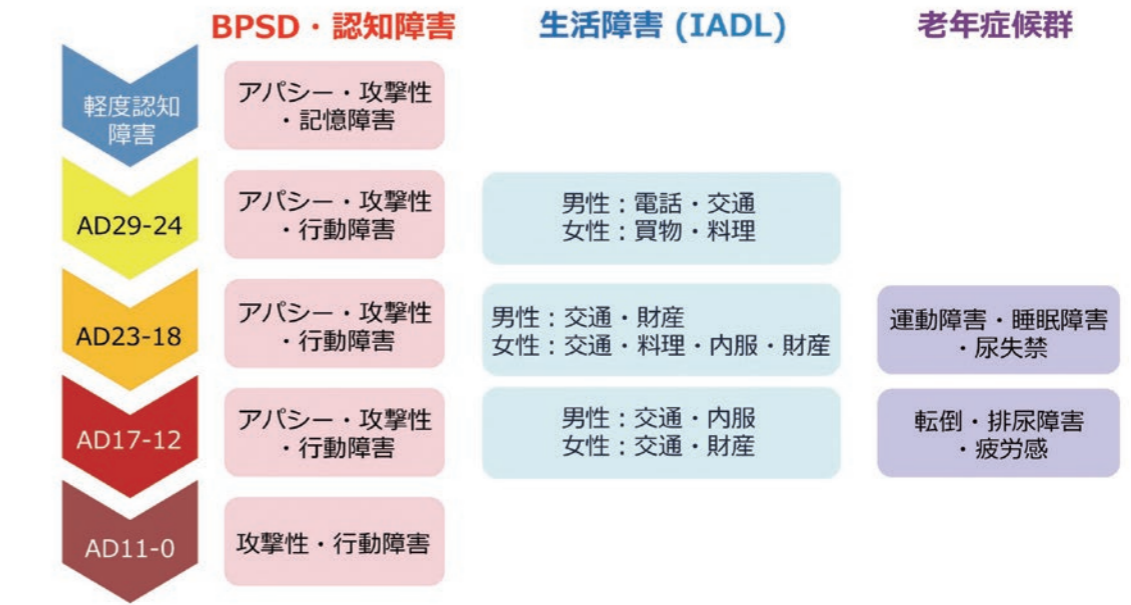 BPSD・認知障害
生活障害 (IADL)
老年症候群
軽度認知
障害
アパシー・攻撃性
・記憶障害
AD29-24
アパシー・攻撃性
・行動障害
男性：電話・交通
女性：買物・料理
AD23-18
アパシー・攻撃性
・行動障害
男性：交通・財産
女性：交通・料理・内服・財産
運動障害・睡眠障害
・尿失禁
AD17-12
アパシー・攻撃性
・行動障害
男性：交通・内服
女性：交通・財産
転倒・排尿障害
・疲労感
AD11-0
攻撃性・行動障害